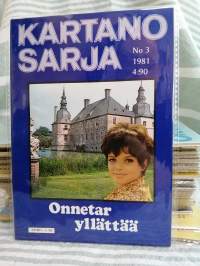 KARTANO
SARJA
No 3
1981
4:90
Onnetar
yllättää